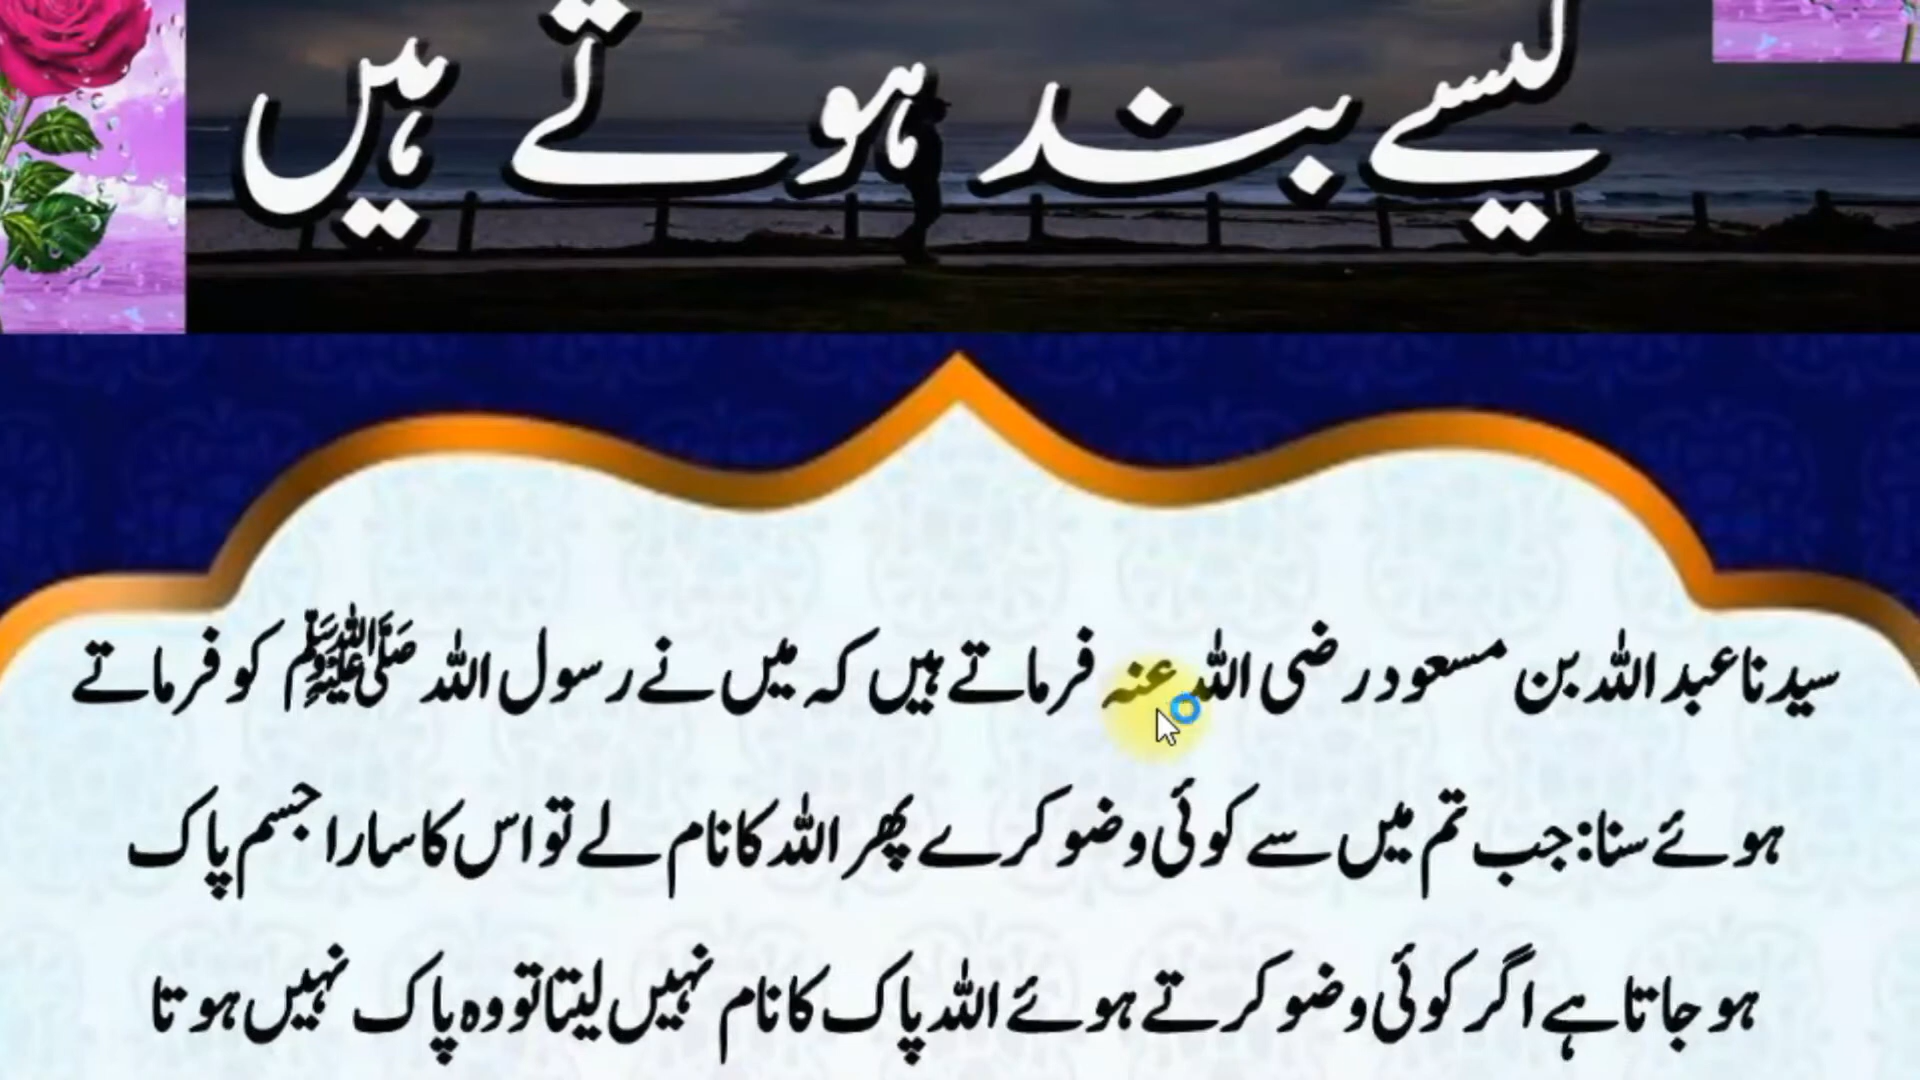 کیسے بند ہوتے ہیں
سیدنا عبد اللہ بن مسعود رضی اللہ عنہ فرماتے ہیں کہ میں نے رسول اللہ ﷺ کو فرماتے
ہوئے سنا: جب تم میں سے کوئی وضو کرے پھر اللہ کا نام لے تو اس کا سارا جسم پاک
ہو جاتا ہے اگر کوئی وضو کرتے ہوئے اللہ پاک کا نام نہیں لیتا تو وہ پاک نہیں ہوتا